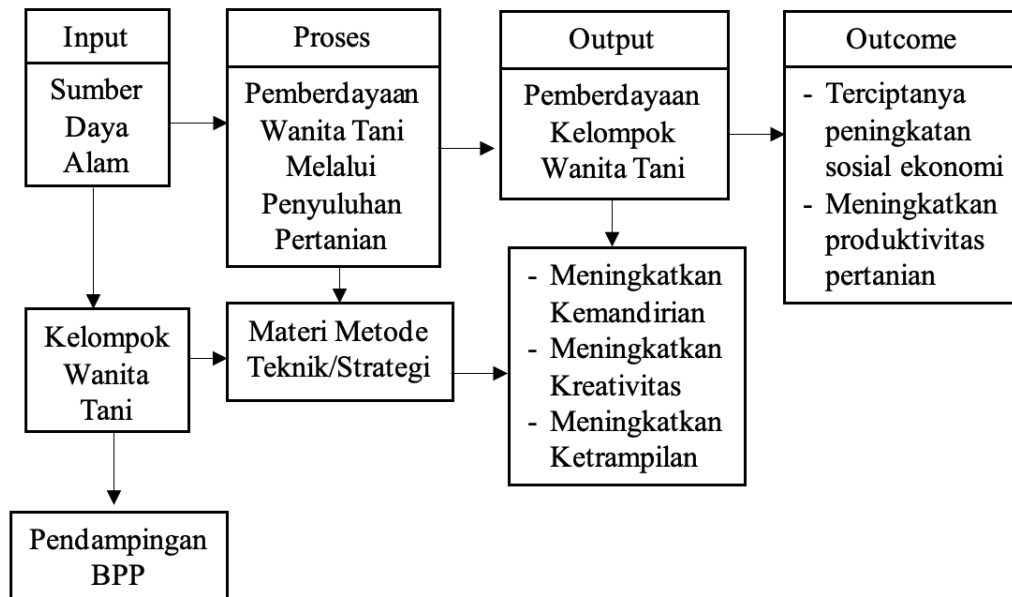 Input
Sumber
Daya
Alam
Proses
Pemberdayaan
Wanita Tani
Melalui
Penyuluhan
Pertanian
Output
Pemberdayaan
Kelompok
Wanita Tani
Outcome
- Terciptanya
peningkatan
sosial ekonomi
- Meningkatkan
produktivitas
pertanian
Kelompok
Wanita
Tani
Materi Metode
Teknik/Strategi
- Meningkatkan
Kemandirian
- Meningkatkan
Kreativitas
- Meningkatkan
Ketrampilan
Pendampingan
BPP